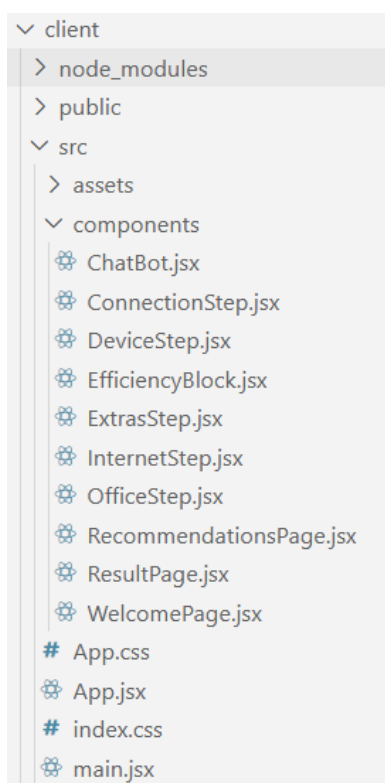 client
node_modules
public
src
assets
components
ChatBot.jsx
ConnectionStep.jsx
DeviceStep.jsx
EfficiencyBlock.jsx
ExtrasStep.jsx
InternetStep.jsx
OfficeStep.jsx
RecommendationsPage.jsx
ResultPage.jsx
WelcomePage.jsx
# App.css
App.jsx
# index.css
main.jsx